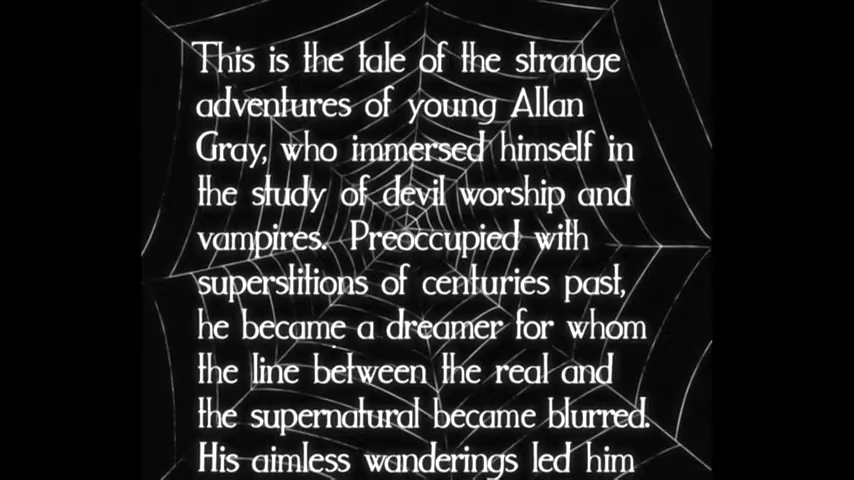 This is the tale of the strange
adventures of young Allan
Gray, who immersed himself in
the study of devil worship and
vampires. Preoccupied with
superstitions of centuries past,
he became a dreamer for whom
the line between the real and
the supernatural became blurred.
His aimless wanderings led him